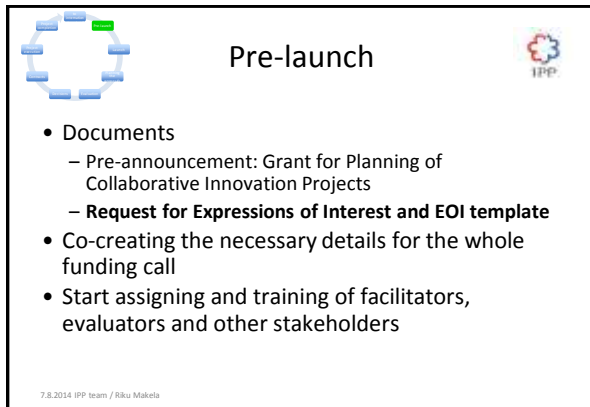 Pre-launch
Pre-launch
IPP
• Documents
– Pre-announcement: Grant for Planning of
Collaborative Innovation Projects
– Request for Expressions of Interest and EOI template
• Co-creating the necessary details for the whole
funding call
• Start assigning and training of facilitators,
evaluators and other stakeholders
7.8.2014 IPP team / Riku Makela